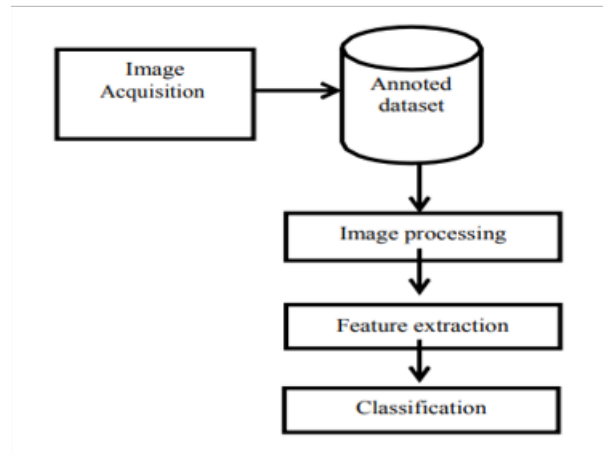 Image
Acquisition
Annoted
dataset
Image processing
Feature extraction
Classification